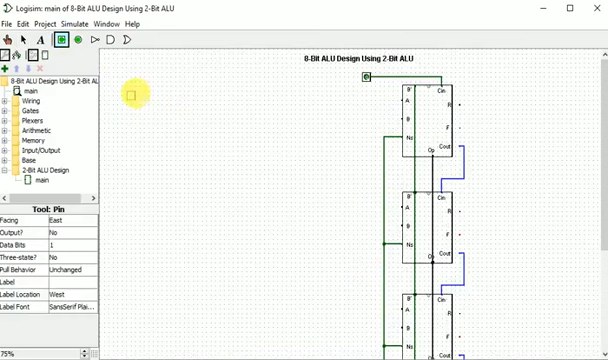 Logisim: main of 8-Bit ALU Design Using 2-Bit ALU
File Edit Project Simulate Window Help
A
8-Bit ALU Design Using 2-Bit AL
main
Wiring
Gates
Plexers
Arithmetic
Memory
Input/Output
Base
2-Bit ALU Design
main
Tool: Pin
Facing East
Output? No
Data Bits 1
Three-state? No
Pull Behavior Unchanged
Label
Label Location West
Label Font SansSerif Plai...
75%
8-Bit ALU Design Using 2-Bit ALU
B' Cin
A R
B
F
Ns Cout
Op
B' Cin
A R
B
F
Ns Cout
Op
B' Cin
A R
B
F
Ns Cout